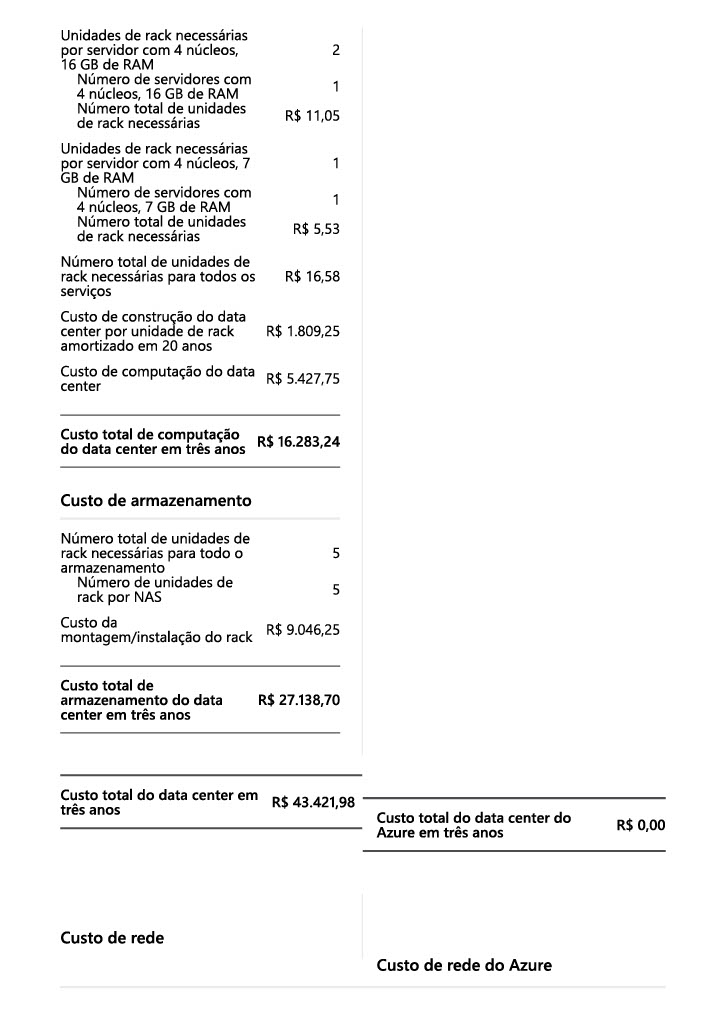 Unidades de rack necessárias
por servidor com 4 núcleos,
16 GB de RAM
2
Número de servidores com
4 núcleos, 16 GB de RAM
1
Número total de unidades
de rack necessárias
R$ 11,05
Unidades de rack necessárias
por servidor com 4 núcleos, 7
GB de RAM
1
Número de servidores com
4 núcleos, 7 GB de RAM
1
Número total de unidades
de rack necessárias
R$ 5,53
Número total de unidades de
rack necessárias para todos os
serviços
R$ 16,58
Custo de construção do data
center por unidade de rack
amortizado em 20 anos
R$ 1.809,25
Custo de computação do data
center
R$ 5.427,75
Custo total de computação
do data center em três anos
R$ 16.283,24
Custo de armazenamento
Número total de unidades de
rack necessárias para todo o
armazenamento
5
Número de unidades de
rack por NAS
5
Custo da
montagem/instalação do rack
R$ 9.046,25
Custo total de
armazenamento do data
center em três anos
R$ 27.138,70
Custo total do data center em
três anos
R$ 43.421,98
Custo total do data center do
Azure em três anos
R$ 0,00
Custo de rede
Custo de rede do Azure